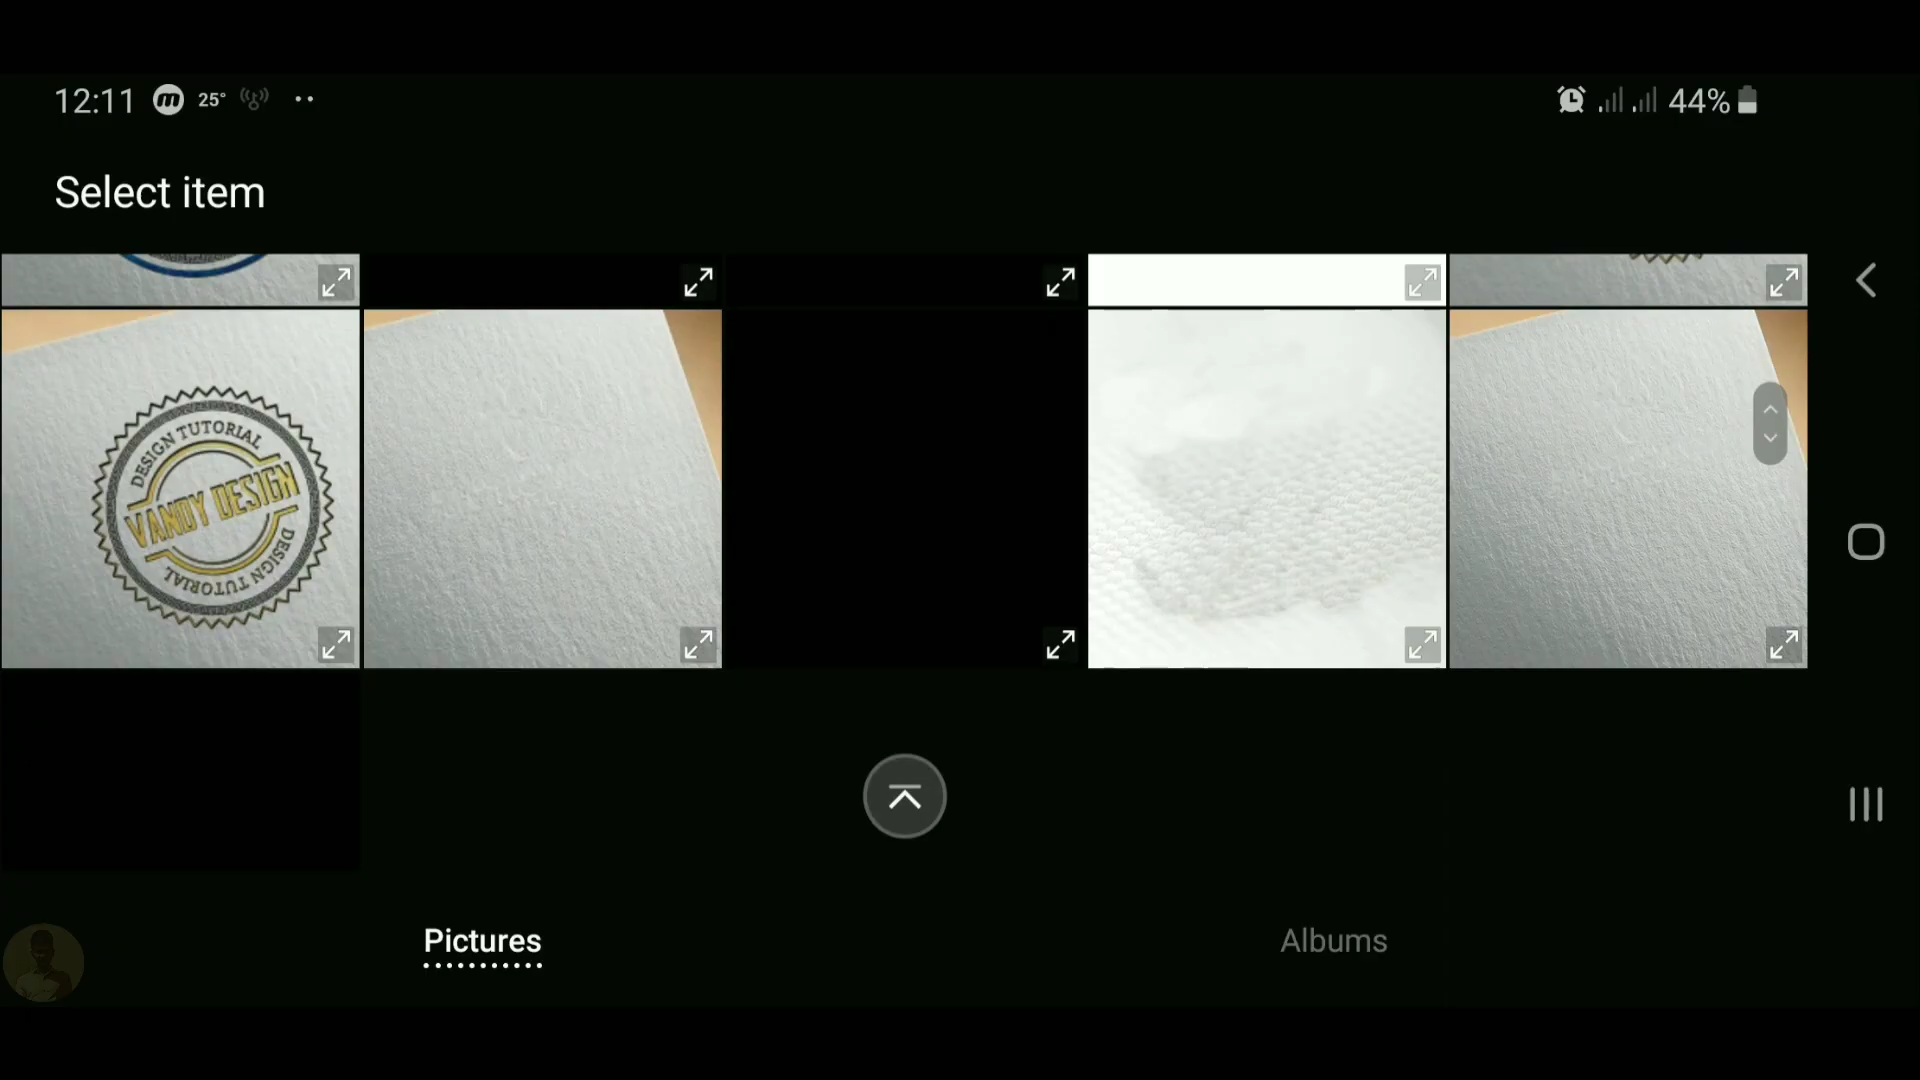 12:11 m 25°
44%
Select item
DESIGN TUTORIAL
VANDY DESIGN
DESIGN TUTORIAL
Pictures
Albums